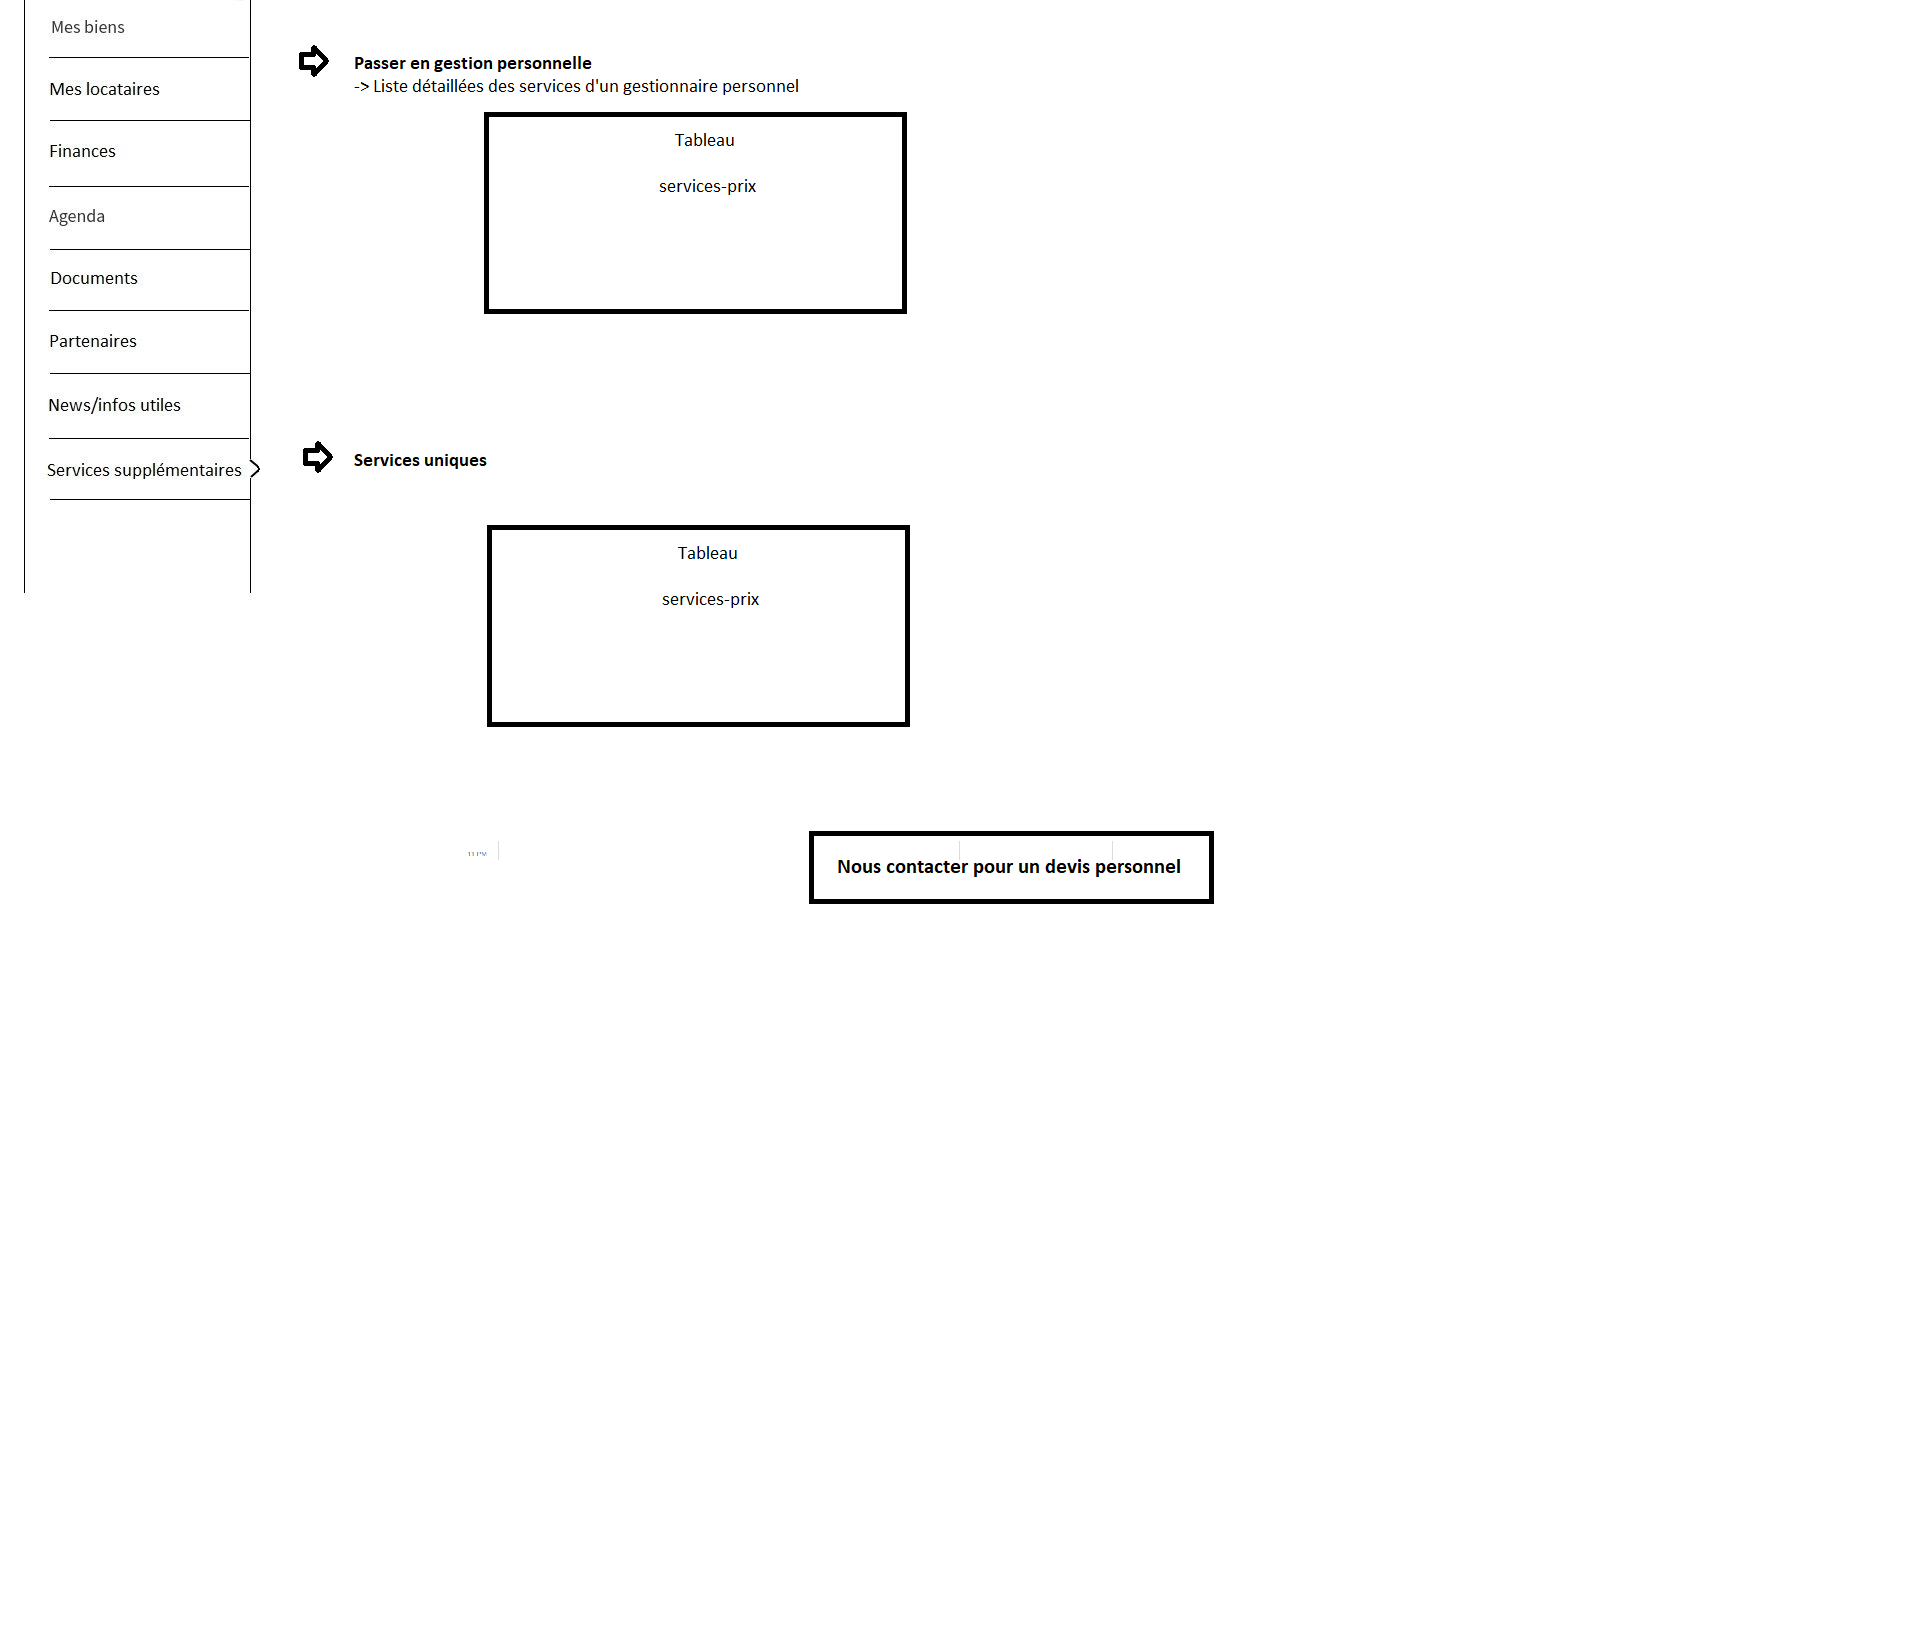 Mes biens
Mes locataires
Finances
Agenda
Documents
Partenaires
News/infos utiles
Services supplémentaires
Passer en gestion personnelle
-> Liste détaillées des services d'un gestionnaire personnel
Tableau
services-prix
Services uniques
Tableau
services-prix
11 PM
Nous contacter pour un devis personnel